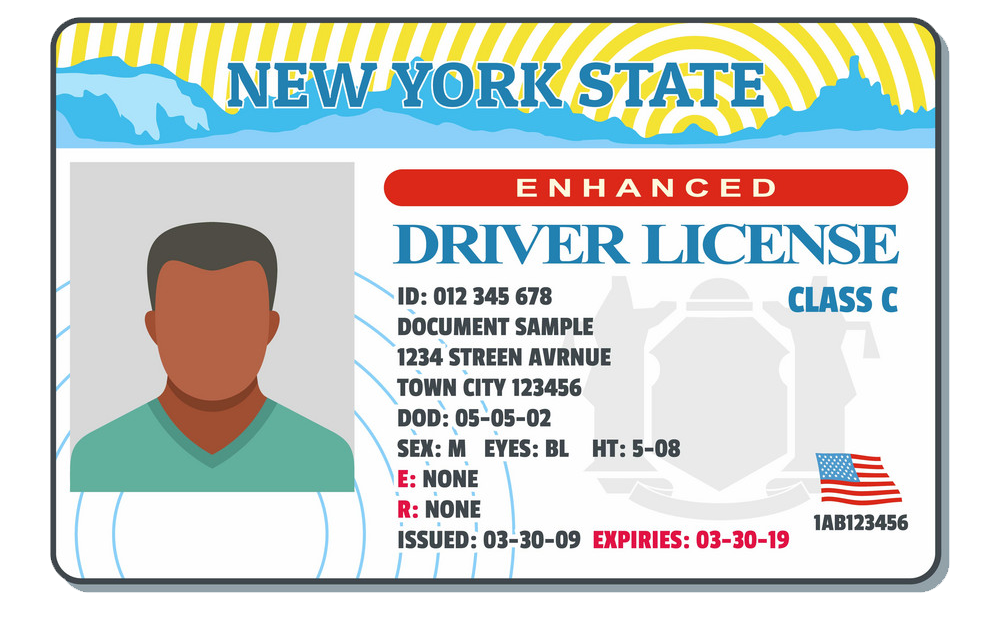 NEW YORK STATE
ENHANCED
DRIVER LICENSE
CLASS C
ID: 012 345 678
DOCUMENT SAMPLE
1234 STREEN AVRNUE
TOWN CITY 123456
DOD: 05-05-02
SEX: M EYES: BL HT: 5-08
E: NONE
R: NONE
ISSUED: 03-30-09 EXPIRIES: 03-30-19
1AB123456